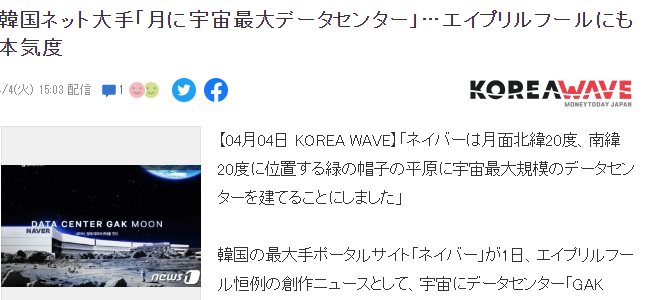 韓国ネット大手「月に宇宙最大データセンター」…エイプリルフールにも
本気度
/4(火) 15:03 配信
1
KOREAWAVE
MONEYTODAY JAPAN
【04月04日 KOREA WAVE】「ネイバーは月面北緯20度、南緯
20度に位置する緑の帽子の平原に宇宙最大規模のデータセン
ターを建てることにしました」
DATA CENTER GAK MOON
NAVER
news1
韓国の最大手ポータルサイト「ネイバー」が1日、エイプリルフー
ル恒例の創作ニュースとして、宇宙にデータセンター「GAK